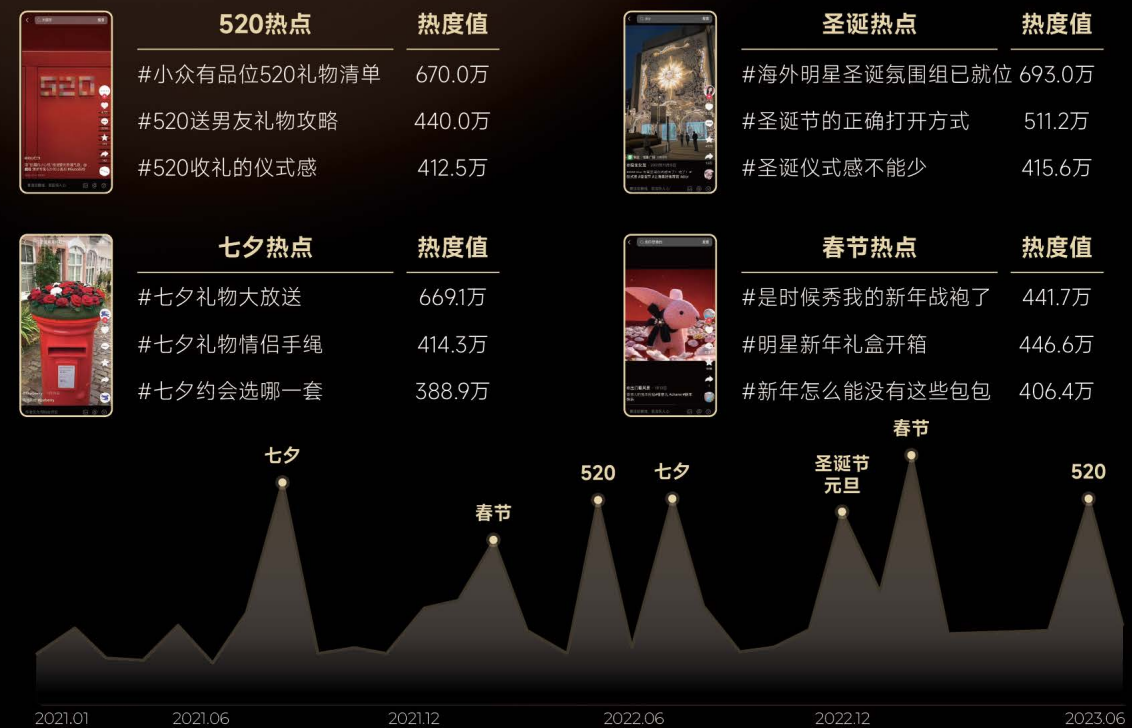 520热点 热度值
#小众有品位520礼物清单 670.0万
#520送男友礼物攻略 440.0万
#520收礼的仪式感 412.5万
圣诞热点 热度值
#海外明星圣诞氛围组已就位 693.0万
#圣诞节的正确打开方式 511.2万
#圣诞仪式感不能少 415.6万
七夕热点 热度值
#七夕礼物大放送 669.1万
#七夕礼物情侣手绳 414.3万
#七夕约会选哪一套 388.9万
春节热点 热度值
#是时候秀我的新年战袍了 441.7万
#明星新年礼盒开箱 446.6万
#新年怎么能没有这些包包 406.4万
七夕
春节
520
七夕
圣诞节
元旦
春节
520
2021.01 2021.06 2021.12 2022.06 2022.12 2023.06
520